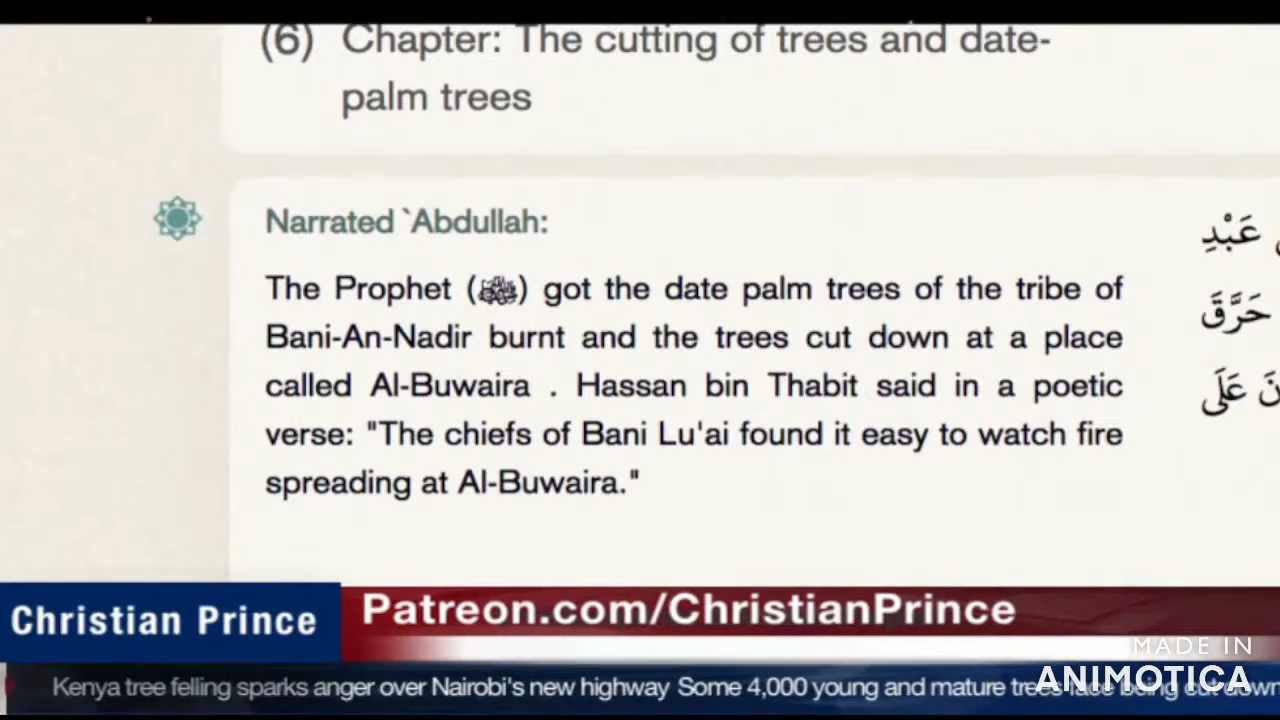 (6) Chapter: The cutting of trees and date-
palm trees
Narrated `Abdullah:
عَبْدِ
The Prophet (ﷺ) got the date palm trees of the tribe of
حَرَّقَ
Bani-An-Nadir burnt and the trees cut down at a place
called Al-Buwaira . Hassan bin Thabit said in a poetic
عَلَى
verse: "The chiefs of Bani Lu'ai found it easy to watch fire
spreading at Al-Buwaira."
Christian Prince
Patreon.com/ChristianPrince
MADE IN
ANIMOTICA
Kenya tree felling sparks anger over Nairobi's new highway Some 4,000 young and mature trees face being cut down